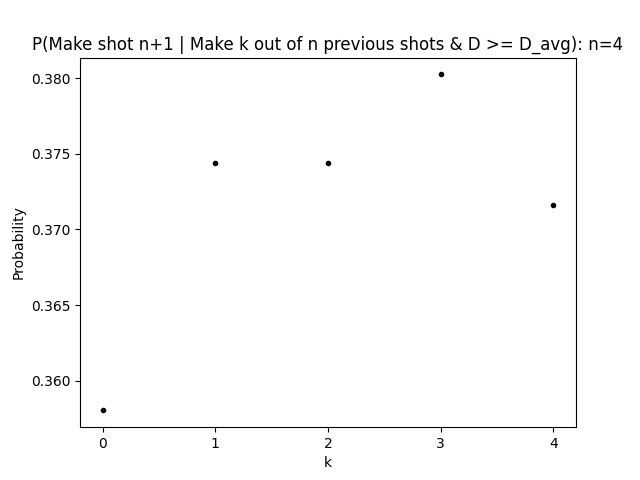 P(Make shot n+1 | Make k out of n previous shots & D >= D_avg): n=4
0.380
0.375
0.370
0.365
0.360
Probability
0 1 2 3 4
k